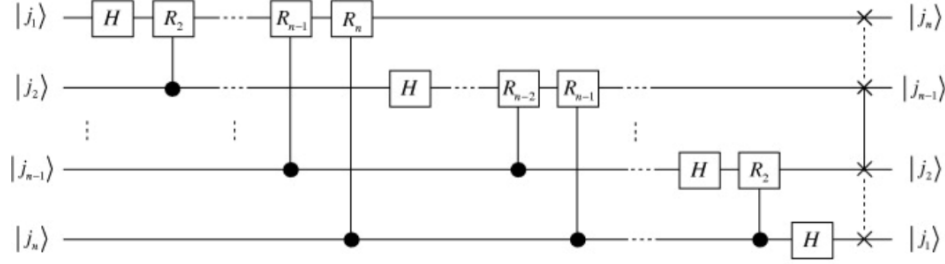 |j₁⟩ H R₂ Rₙ₋₁ Rₙ |jₙ⟩
|j₂⟩ H Rₙ₋₂ Rₙ₋₁ |jₙ₋₁⟩
|jₙ₋₁⟩ H R₂ |j₂⟩
|jₙ⟩ H |j₁⟩